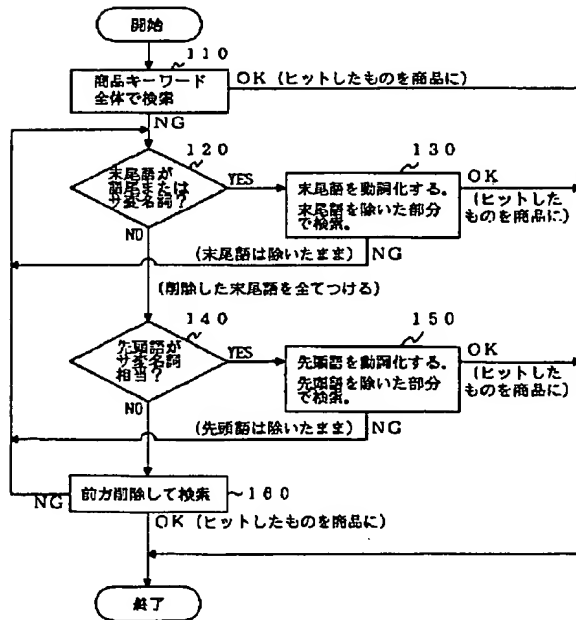 開始
110
商品キーワード
全体で検索
OK (ヒットしたものを商品に)
NG
120
末尾語が
語尾または
サ変名詞?
YES
130
末尾語を動詞化する。
末尾語を除いた部分
で検索。
OK
(ヒットした
ものを商品に)
NO
(末尾語は除いたまま)
NG
(削除した末尾語を全てつける)
140
先頭語が
サ変名詞
相当?
YES
150
先頭語を動詞化する。
先頭語を除いた部分
で検索。
OK
(ヒットした
ものを商品に)
NO
(先頭語は除いたまま)
NG
前方削除して検索
160
NG
OK (ヒットしたものを商品に)
終了